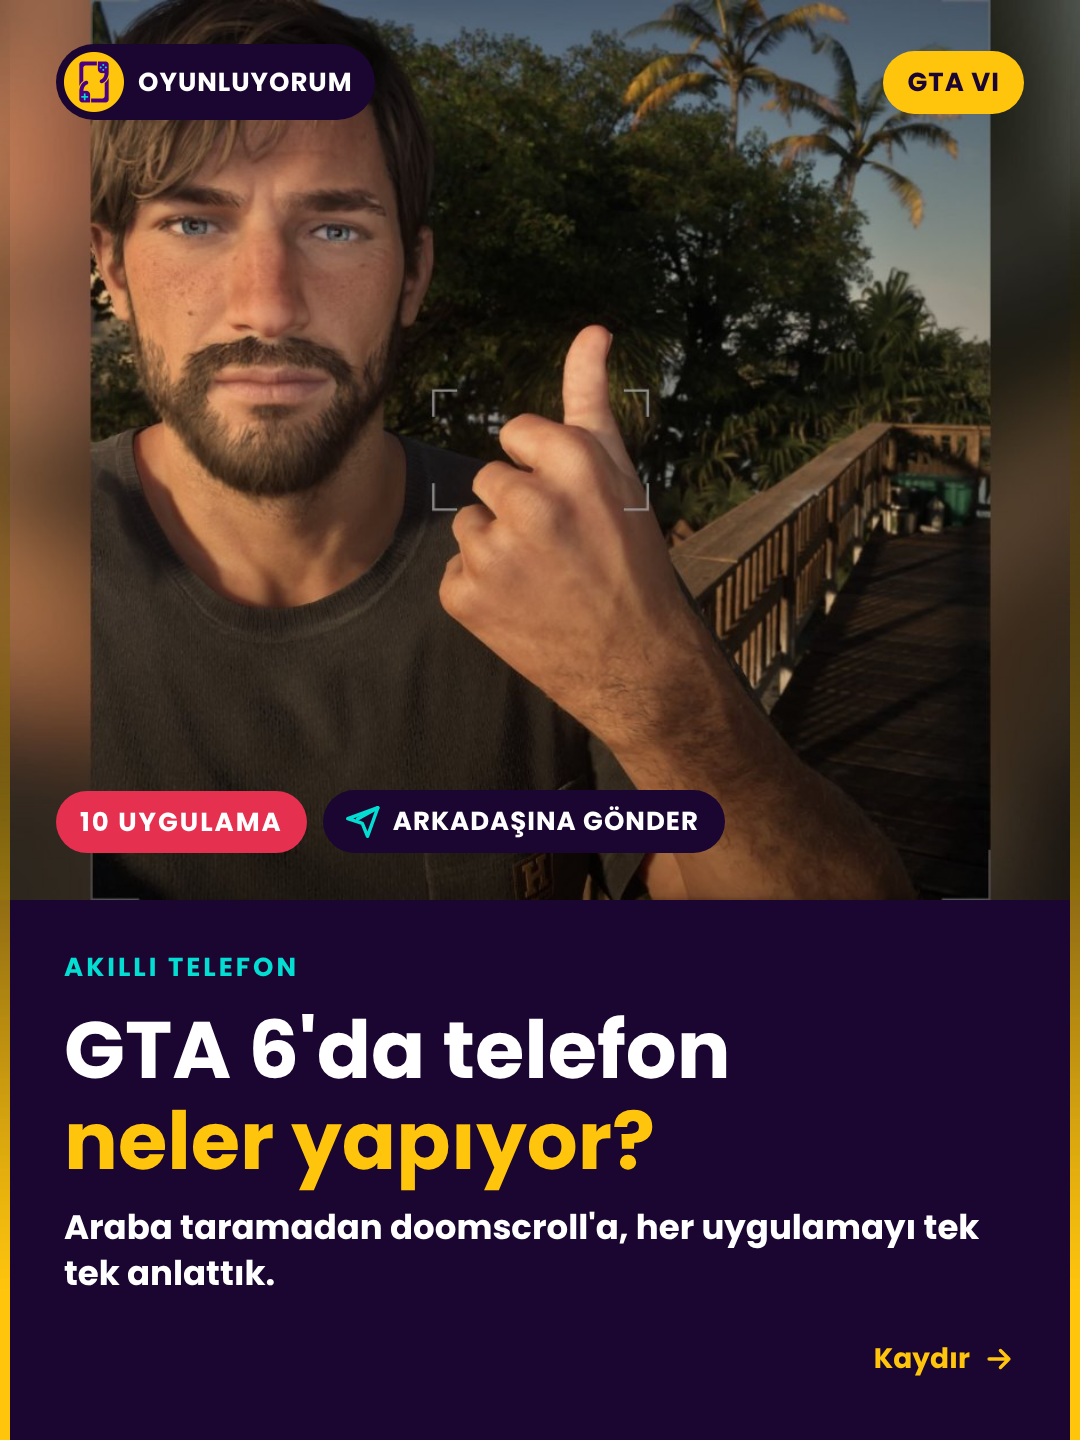 OYUNLUYORUM
GTA VI
10 UYGULAMA
ARKADAŞINA GÖNDER
H
AKILLI TELEFON
GTA 6'da telefon
neler yapıyor?
Araba taramadan doomscroll'a, her uygulamayı tek
tek anlattık.
Kaydır →